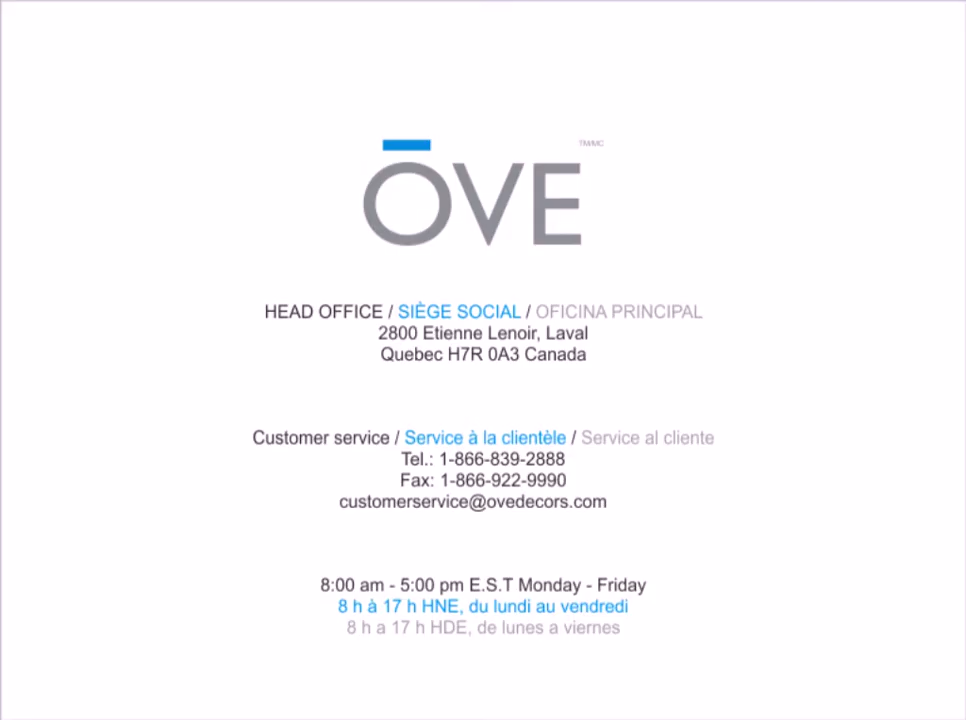 ŌVE
TM/MC
HEAD OFFICE / SIÈGE SOCIAL / OFICINA PRINCIPAL
2800 Etienne Lenoir, Laval
Quebec H7R 0A3 Canada
Customer service / Service à la clientèle / Service al cliente
Tel.: 1-866-839-2888
Fax: 1-866-922-9990
customerservice@ovedecors.com
8:00 am - 5:00 pm E.S.T Monday - Friday
8 h à 17 h HNE, du lundi au vendredi
8 h a 17 h HDE, de lunes a viernes